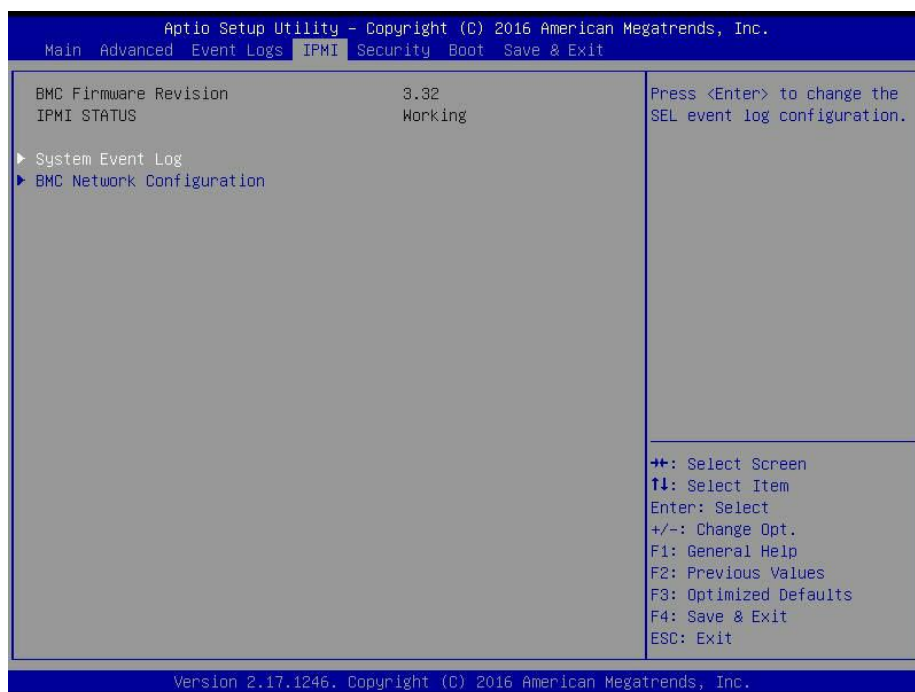 Aptio Setup Utility – Copyright (C) 2016 American Megatrends, Inc.
Main Advanced Event Logs IPMI Security Boot Save & Exit
BMC Firmware Revision 3.32
IPMI STATUS Working
System Event Log
BMC Network Configuration
Press <Enter> to change the
SEL event log configuration.
→←: Select Screen
↑↓: Select Item
Enter: Select
+/-: Change Opt.
F1: General Help
F2: Previous Values
F3: Optimized Defaults
F4: Save & Exit
ESC: Exit
Version 2.17.1246. Copyright (C) 2016 American Megatrends, Inc.